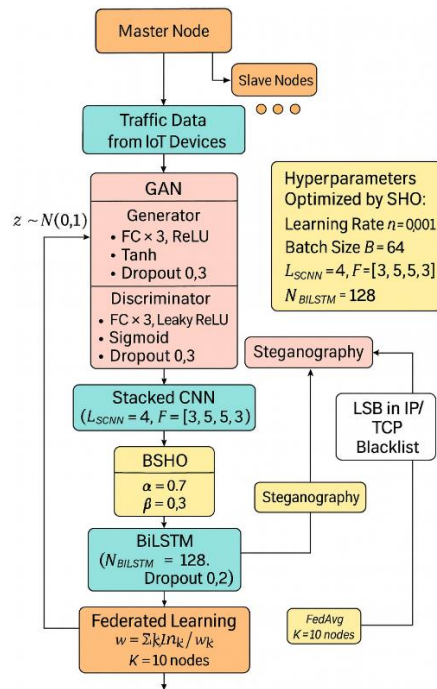 Master Node
Slave Nodes
Traffic Data
from IoT Devices
z ~ N(0,1)
GAN
Generator
• FC × 3, ReLU
• Tanh
• Dropout 0,3
Discriminator
• FC × 3, Leaky ReLU
• Sigmoid
• Dropout 0,3
Hyperparameters
Optimized by SHO:
Learning Rate n = 0,001
Batch Size B = 64
L_SCNN = 4, F = [3, 5, 5, 3]
N_BILSTM = 128
Steganography
Stacked CNN
(L_SCNN = 4, F = [3, 5, 5, 3)
LSB in IP/
TCP
Blacklist
BSHO
α = 0.7
β = 0,3
Steganography
BiLSTM
(N_BILSTM = 128.
Dropout 0,2)
Federated Learning
w = Σk̸ln_k / w_k
K = 10 nodes
FedAvg
K = 10 nodes